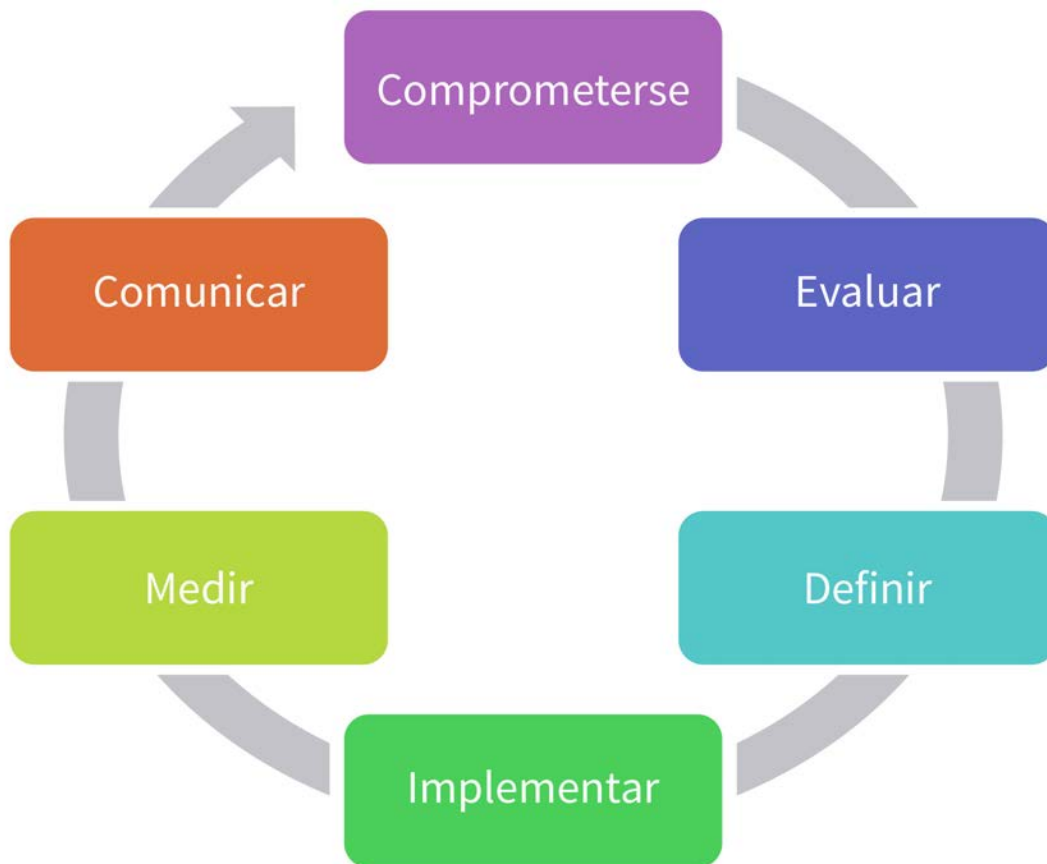 Comprometerse
Evaluar
Definir
Implementar
Medir
Comunicar